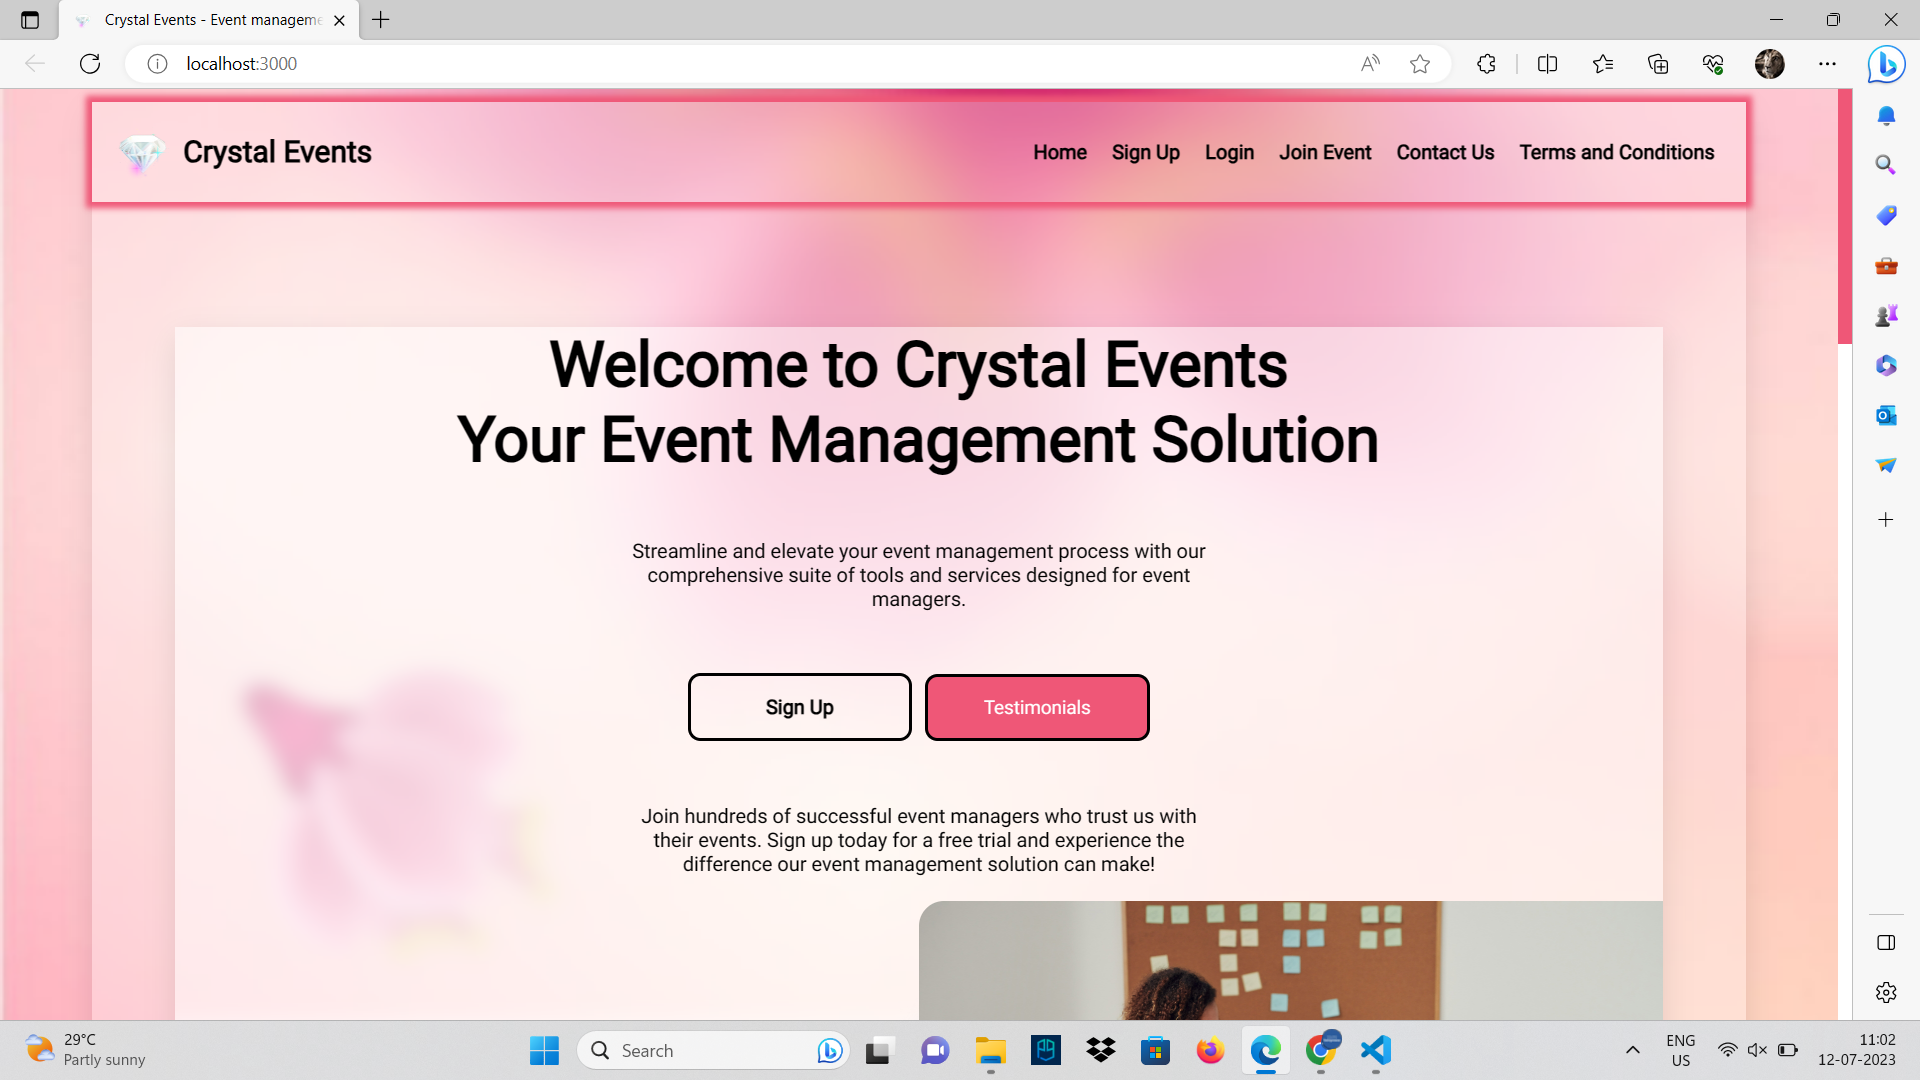 Crystal Events - Event manageme
localhost:3000
Crystal Events
Home Sign Up Login Join Event Contact Us Terms and Conditions
Welcome to Crystal Events
Your Event Management Solution
Streamline and elevate your event management process with our
comprehensive suite of tools and services designed for event
managers.
Sign Up Testimonials
Join hundreds of successful event managers who trust us with
their events. Sign up today for a free trial and experience the
difference our event management solution can make!
29°C
Partly sunny
Search
ENG
US
11:02
12-07-2023